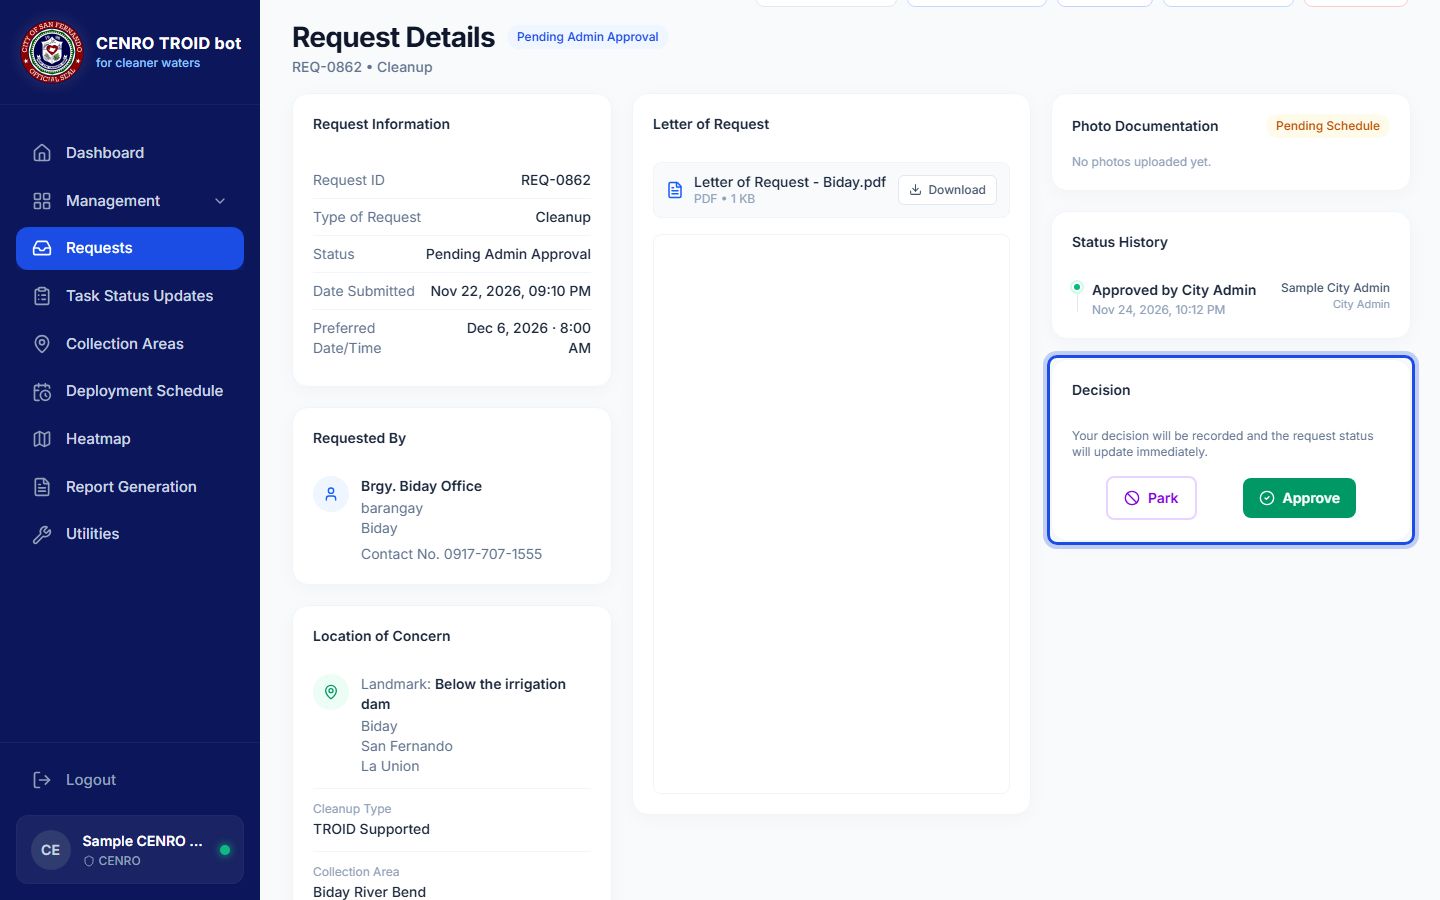 CITY OF SAN FERNANDO
OFFICIAL SEAL
CENRO TROID bot
for cleaner waters
Dashboard
Management
Requests
Task Status Updates
Collection Areas
Deployment Schedule
Heatmap
Report Generation
Utilities
Logout
CE
Sample CENRO ...
CENRO
Request Details
Pending Admin Approval
REQ-0862 • Cleanup
Request Information
Request ID REQ-0862
Type of Request Cleanup
Status Pending Admin Approval
Date Submitted Nov 22, 2026, 09:10 PM
Preferred Date/Time Dec 6, 2026 · 8:00 AM
Requested By
Brgy. Biday Office
barangay
Biday
Contact No. 0917-707-1555
Location of Concern
Landmark: Below the irrigation
dam
Biday
San Fernando
La Union
Cleanup Type
TROID Supported
Collection Area
Biday River Bend
Letter of Request
Letter of Request - Biday.pdf
PDF • 1 KB
Download
Photo Documentation
Pending Schedule
No photos uploaded yet.
Status History
Approved by City Admin
Nov 24, 2026, 10:12 PM
Sample City Admin
City Admin
Decision
Your decision will be recorded and the request status
will update immediately.
Park
Approve